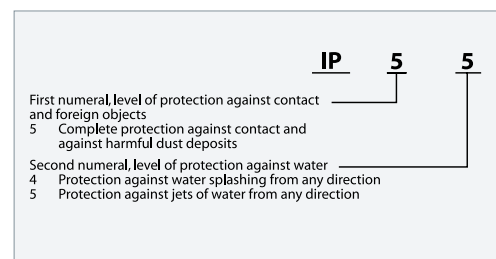 IP 5 5
First numeral, level of protection against contact
and foreign objects
5 Complete protection against contact and
against harmful dust deposits
Second numeral, level of protection against water
4 Protection against water splashing from any direction
5 Protection against jets of water from any direction